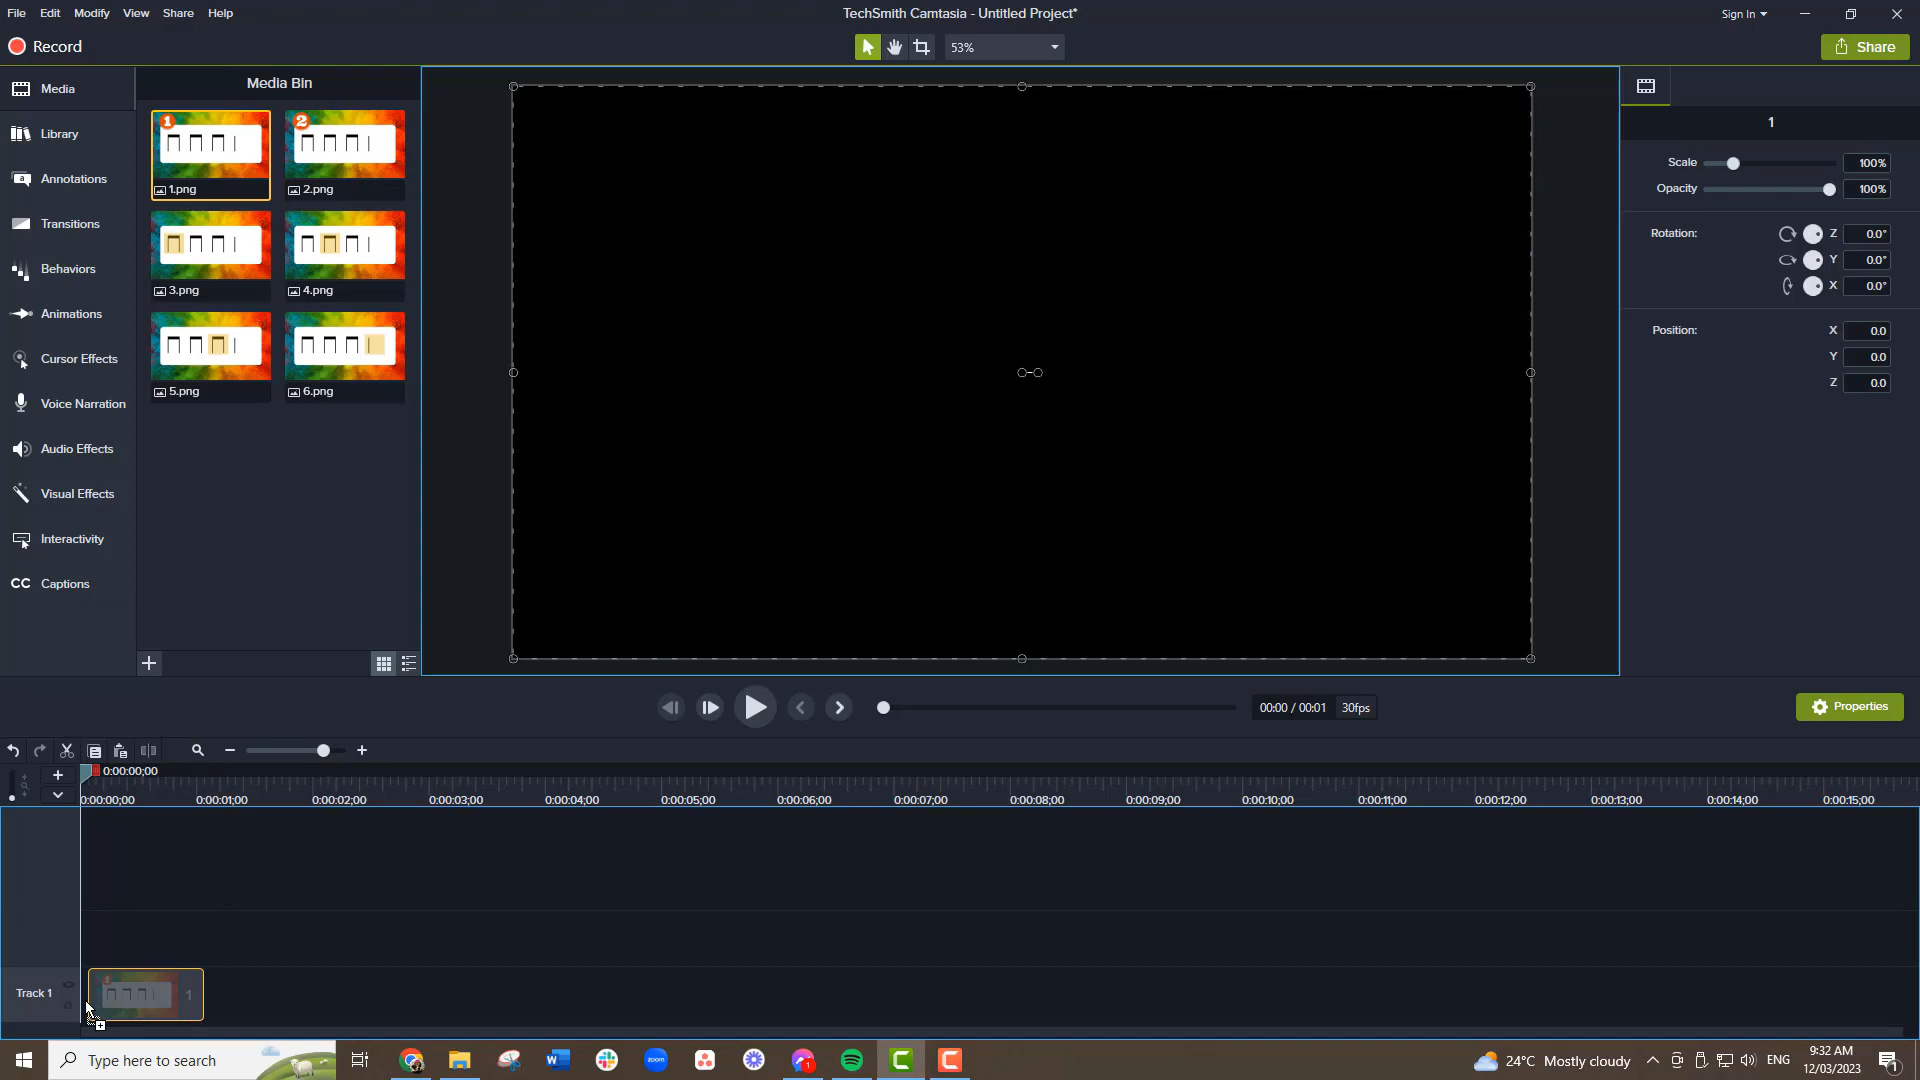 File Edit Modify View Share Help
TechSmith Camtasia - Untitled Project*
Sign In
Record
53%
Share
Media
Library
Annotations
Transitions
Behaviors
Animations
Cursor Effects
Voice Narration
Audio Effects
Visual Effects
Interactivity
CC Captions
Media Bin
1 2
1.png 2.png
3.png 4.png
5.png 6.png
1
Scale 100%
Opacity 100%
Rotation: Z 0.0°
Y 0.0°
X 0.0°
Position: X 0.0
Y 0.0
Z 0.0
00:00 / 00:01 30fps
Properties
0:00:00;00
0:00:00;00 0:00:01;00 0:00:02;00 0:00:03;00 0:00:04;00 0:00:05;00 0:00:06;00 0:00:07;00 0:00:08;00 0:00:09;00 0:00:10;00 0:00:11;00 0:00:12;00 0:00:13;00 0:00:14;00 0:00:15;00
Track 1
1
Type here to search
zoom
1
24°C Mostly cloudy
ENG
9:32 AM
12/03/2023
1